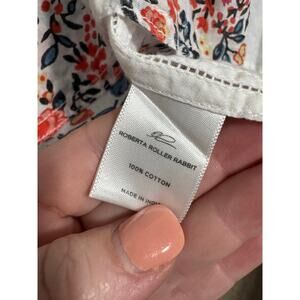 ROBERTA ROLLER RABBIT
100% COTTON
MADE IN INDIA